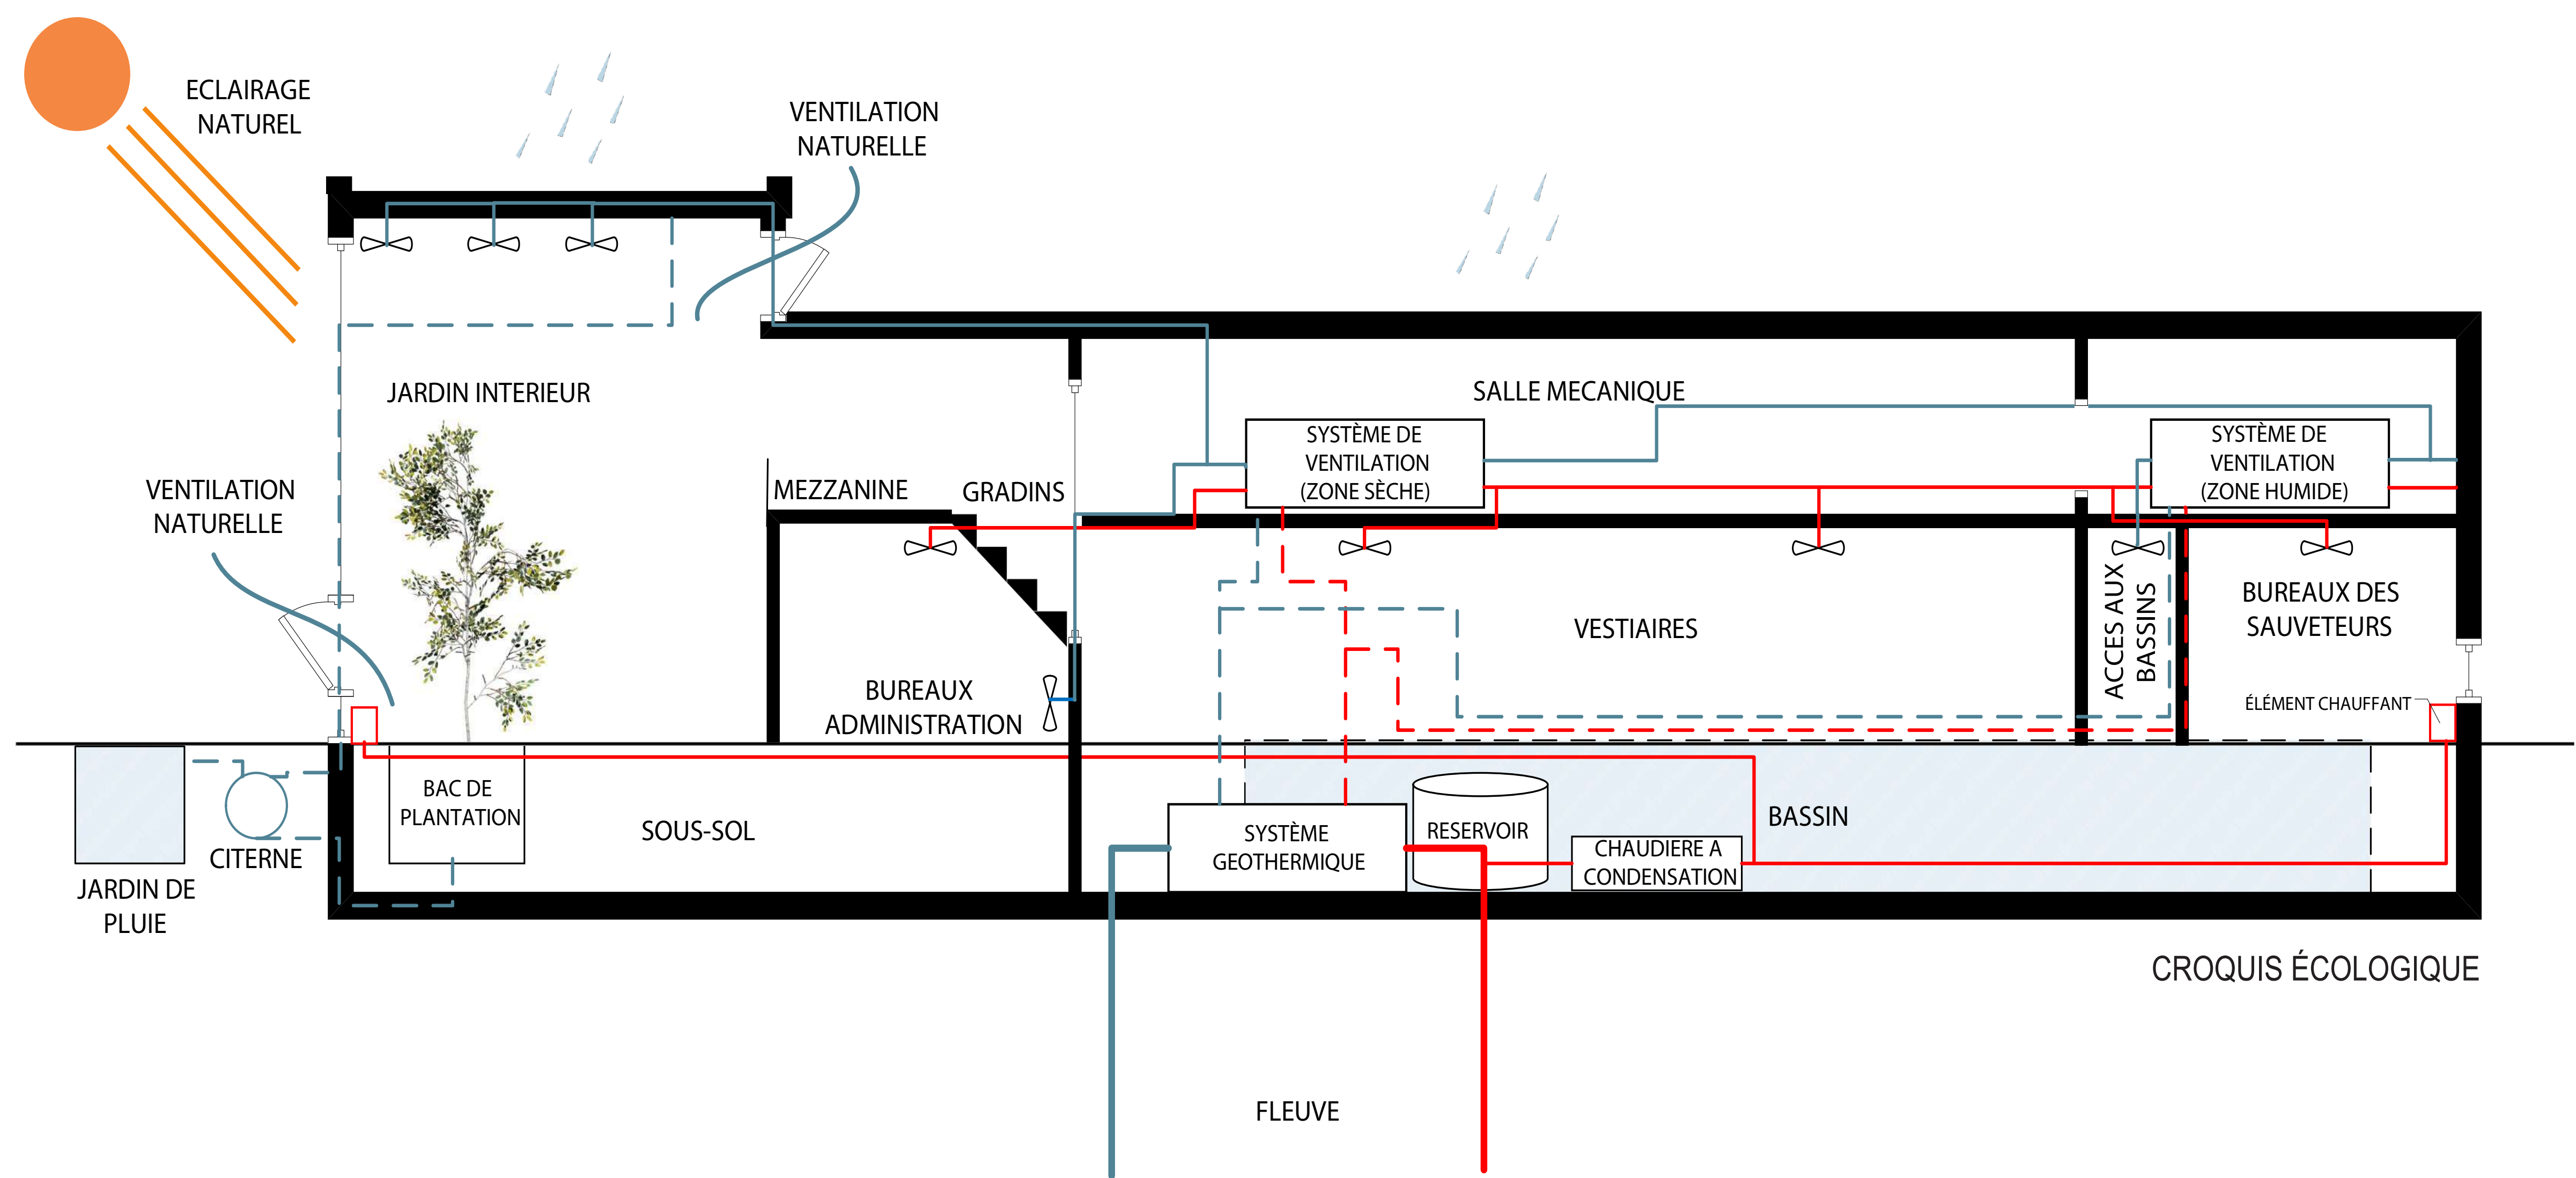 ECLAIRAGE
NATUREL
VENTILATION
NATURELLE
JARDIN INTERIEUR
SALLE MECANIQUE
SYSTÈME DE
VENTILATION
(ZONE SÈCHE)
SYSTÈME DE
VENTILATION
(ZONE HUMIDE)
VENTILATION
NATURELLE
MEZZANINE
GRADINS
VESTIAIRES
ACCES AUX
BASSINS
BUREAUX DES
SAUVETEURS
BUREAUX
ADMINISTRATION
ÉLÉMENT CHAUFFANT
BAC DE
PLANTATION
SOUS-SOL
CITERNE
JARDIN DE
PLUIE
SYSTÈME
GEOTHERMIQUE
RESERVOIR
CHAUDIERE A
CONDENSATION
BASSIN
CROQUIS ÉCOLOGIQUE
FLEUVE